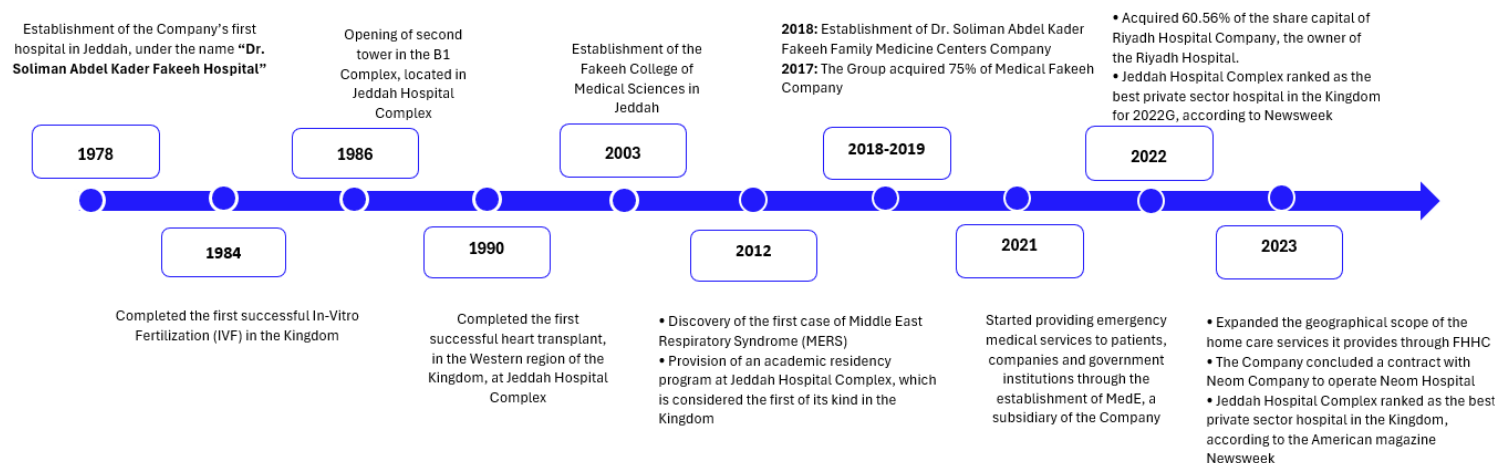 Establishment of the Company's first
hospital in Jeddah, under the name “Dr.
Soliman Abdel Kader Fakeeh Hospital”
1978
1984
Completed the first successful In-Vitro
Fertilization (IVF) in the Kingdom
Opening of second
tower in the B1
Complex, located in
Jeddah Hospital
Complex
1986
1990
Completed the first
successful heart transplant,
in the Western region of the
Kingdom, at Jeddah Hospital
Complex
Establishment of the
Fakeeh College of
Medical Sciences in
Jeddah
2003
2012
• Discovery of the first case of Middle East
Respiratory Syndrome (MERS)
• Provision of an academic residency
program at Jeddah Hospital Complex, which
is considered the first of its kind in the
Kingdom
2018: Establishment of Dr. Soliman Abdel Kader
Fakeeh Family Medicine Centers Company
2017: The Group acquired 75% of Medical Fakeeh
Company
2018-2019
2021
Started providing emergency
medical services to patients,
companies and government
institutions through the
establishment of MedE, a
subsidiary of the Company
• Acquired 60.56% of the share capital of
Riyadh Hospital Company, the owner of
the Riyadh Hospital.
• Jeddah Hospital Complex ranked as the
best private sector hospital in the Kingdom
for 2022G, according to Newsweek
2022
2023
• Expanded the geographical scope of the
home care services it provides through FHHC
• The Company concluded a contract with
Neom Company to operate Neom Hospital
• Jeddah Hospital Complex ranked as the best
private sector hospital in the Kingdom,
according to the American magazine
Newsweek